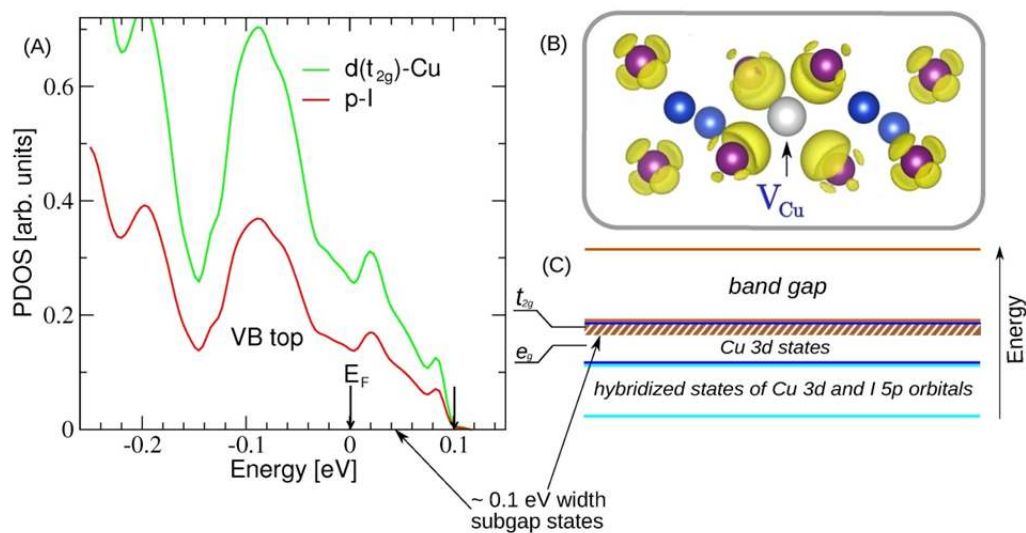 (A)
0.6
0.4
0.2
0
PDOS [arb. units]
d(t2g)-Cu
p-I
VB top
EF
-0.2
-0.1
0
0.1
Energy [eV]
~ 0.1 eV width
subgap states
(B)
VCu
(C)
band gap
t2g
eg
Cu 3d states
hybridized states of Cu 3d and I 5p orbitals
Energy